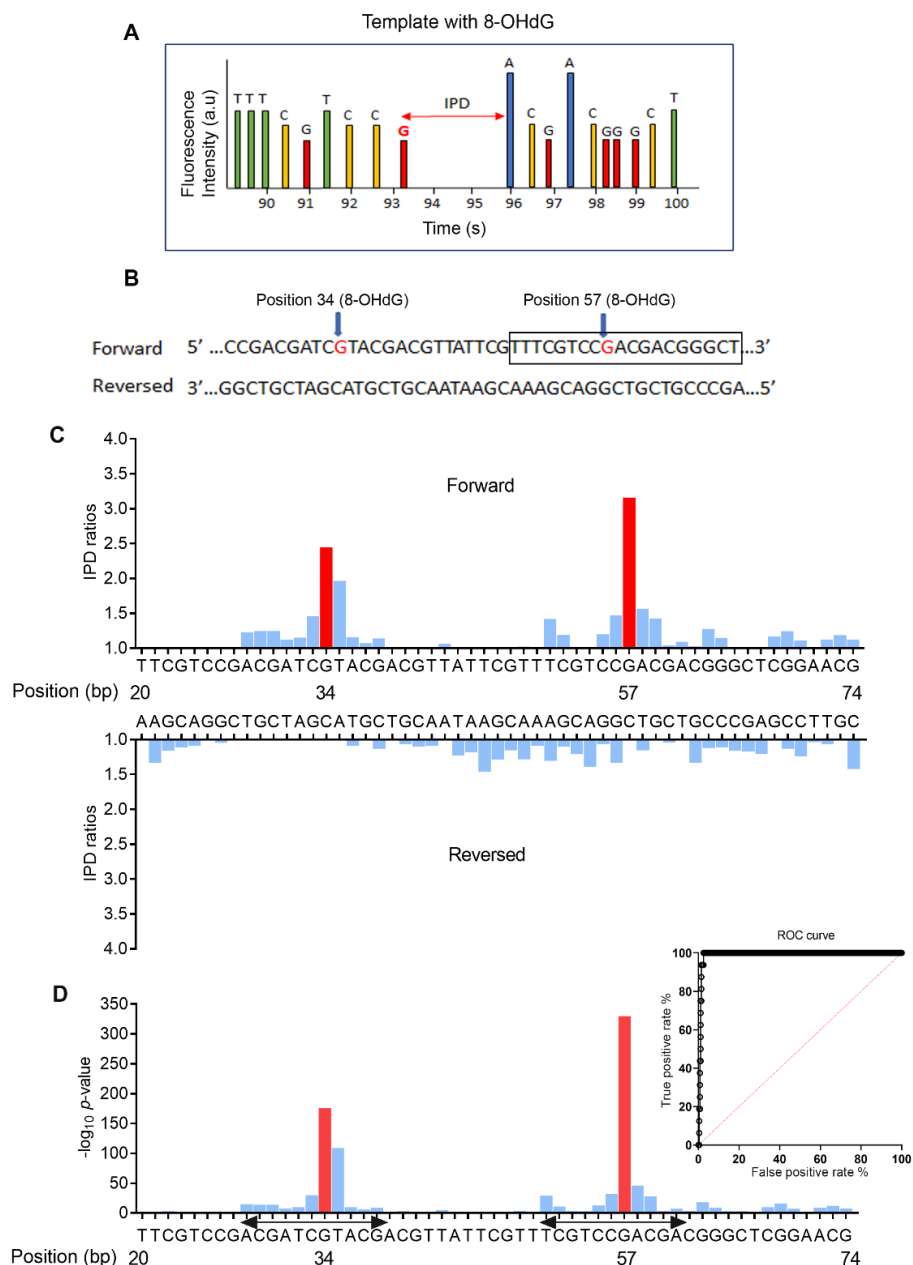 Template with 8-OHdG
A
Fluorescence
Intensity (a.u)
T T T C G T C C G IPD A C G A C G G G C T
90 91 92 93 94 95 96 97 98 99 100
Time (s)
B
Position 34 (8-OHdG) Position 57 (8-OHdG)
Forward 5’ ...CCGACGATCGTACGACGTTATTCGTTTCGTCCGACGACGGGCT...3’
Reversed 3’...GGCTGCTAGCATGCTGCAATAAGCAAAGCAGGCTGCTGCCCGA...5’
C
4.0
3.5
3.0
2.5
2.0
1.5
1.0
IPD ratios
Forward
TTCGTCCGACGATCGTACGACGTTATTCGTTTCGTCCGACGACGGGCTCGGAACG
Position (bp) 20 34 57 74
AAGCAGGCTGCTAGCATGCTGCAATAAGCAAAGCAGGCTGCTGCCCGAGCCTTGC
1.0
1.5
2.0
2.5
3.0
3.5
4.0
IPD ratios
Reversed
ROC curve
100
80
60
40
20
0
True positive rate %
0 20 40 60 80 100
False positive rate %
D
350
300
250
200
150
100
50
0
-log10 p-value
TTCGTCCGACGATCGTACGACGTTATTCGTTTCGTCCGACGACGGGCTCGGAACG
Position (bp) 20 34 57 74